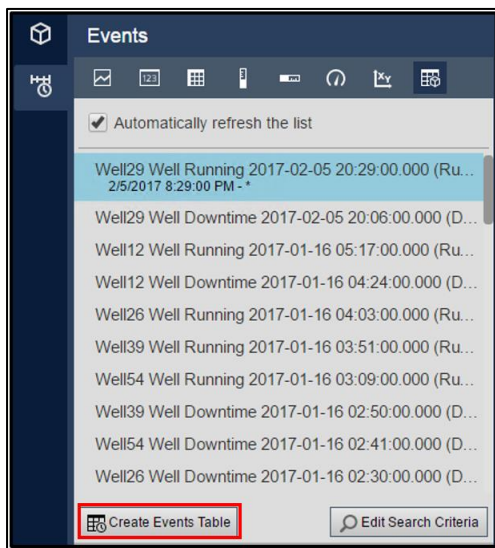 Events
123
XY
Automatically refresh the list
Well29 Well Running 2017-02-05 20:29:00.000 (Ru...
2/5/2017 8:29:00 PM - *
Well29 Well Downtime 2017-02-05 20:06:00.000 (D...
Well12 Well Running 2017-01-16 05:17:00.000 (Ru...
Well12 Well Downtime 2017-01-16 04:24:00.000 (D...
Well26 Well Running 2017-01-16 04:03:00.000 (Ru...
Well39 Well Running 2017-01-16 03:51:00.000 (Ru...
Well54 Well Running 2017-01-16 03:09:00.000 (Ru...
Well39 Well Downtime 2017-01-16 02:50:00.000 (D...
Well54 Well Downtime 2017-01-16 02:41:00.000 (D...
Well26 Well Downtime 2017-01-16 02:30:00.000 (D...
Create Events Table
Edit Search Criteria